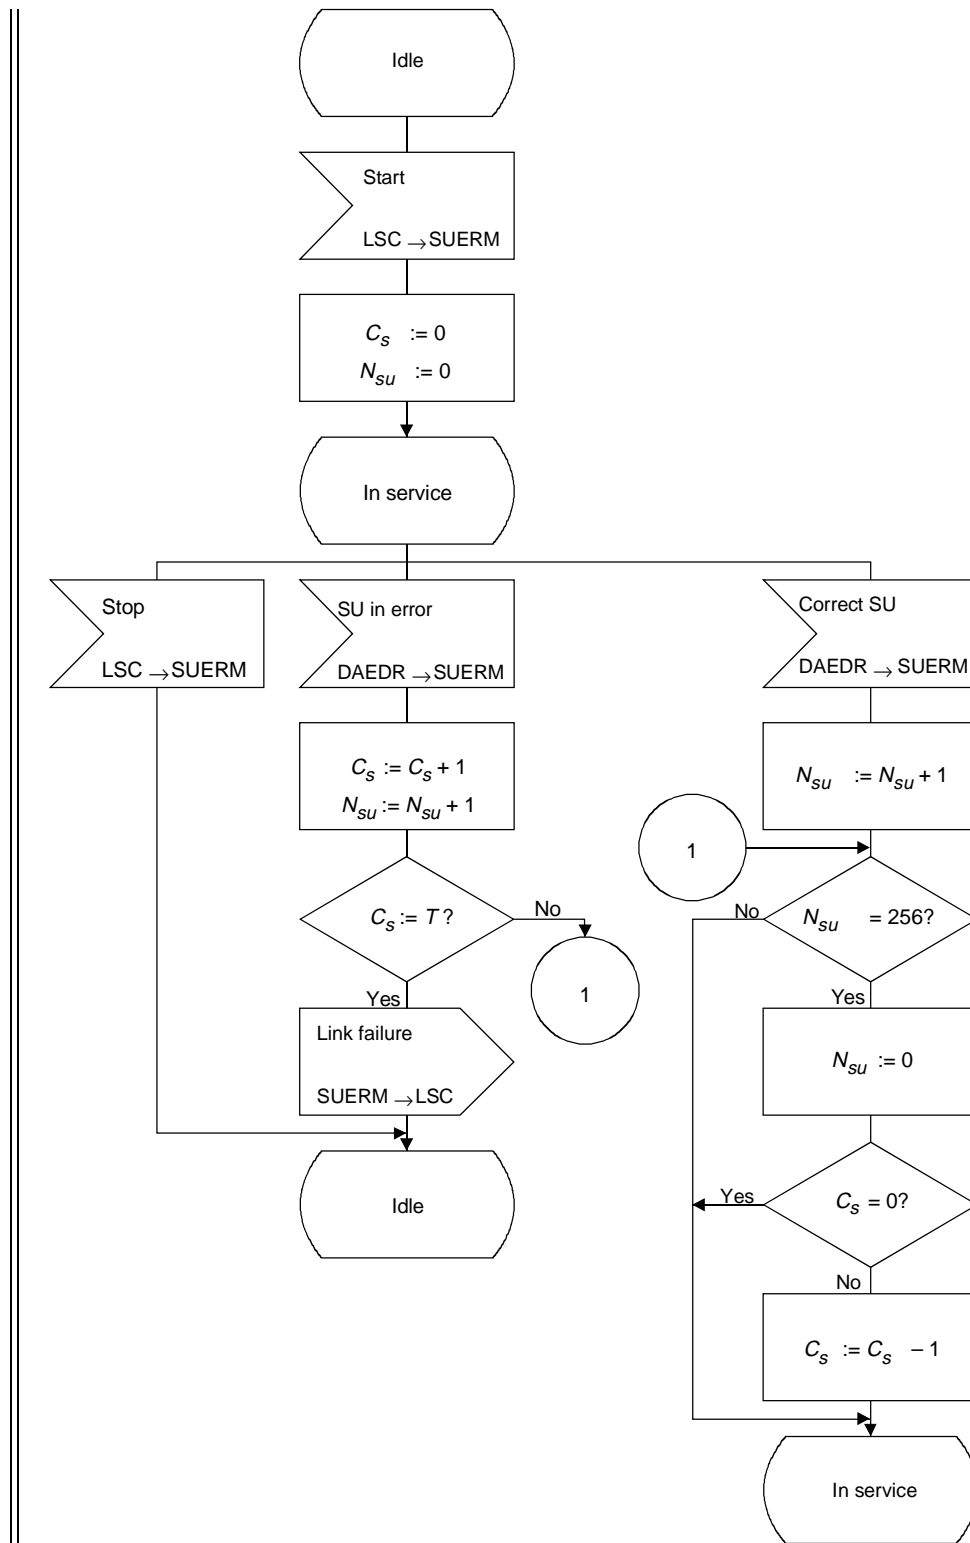 Idle
Start
LSC → SUERM
Cs := 0
Nsu := 0
In service
Stop
LSC → SUERM
SU in error
DAEDR → SUERM
Correct SU
DAEDR → SUERM
Cs := Cs + 1
Nsu := Nsu + 1
Nsu := Nsu + 1
1
Cs := T ?
No
No
Nsu = 256?
1
Yes
Yes
Link failure
SUERM → LSC
Nsu := 0
Idle
Yes
Cs = 0?
No
Cs := Cs – 1
In service